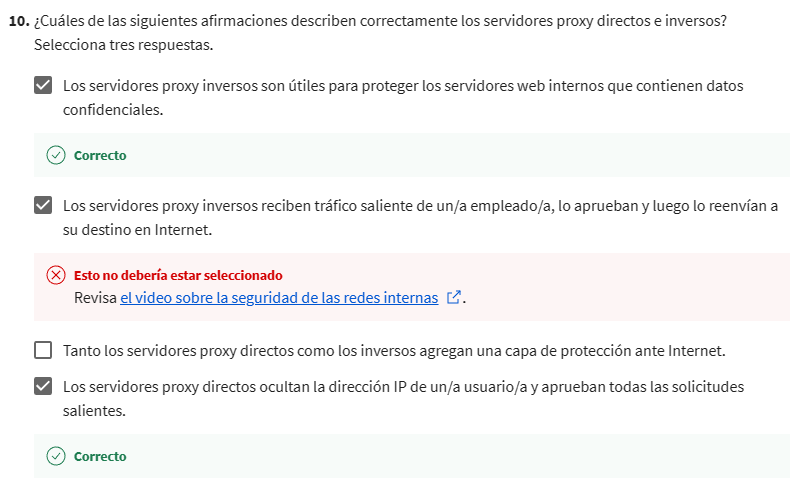 10. ¿Cuáles de las siguientes afirmaciones describen correctamente los servidores proxy directos e inversos?
Selecciona tres respuestas.
Los servidores proxy inversos son útiles para proteger los servidores web internos que contienen datos
confidenciales.
Correcto
Los servidores proxy inversos reciben tráfico saliente de un/a empleado/a, lo aprueban y luego lo reenvían a
su destino en Internet.
Esto no debería estar seleccionado
Revisa el video sobre la seguridad de las redes internas.
Tanto los servidores proxy directos como los inversos agregan una capa de protección ante Internet.
Los servidores proxy directos ocultan la dirección IP de un/a usuario/a y aprueban todas las solicitudes
salientes.
Correcto